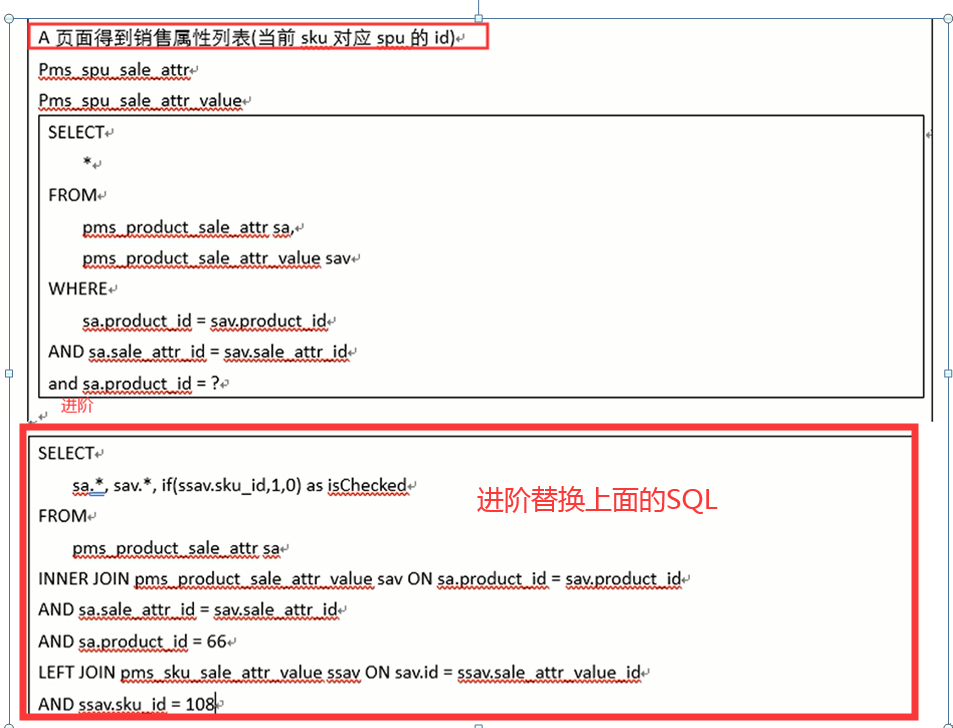 A 页面得到销售属性列表(当前 sku 对应 spu 的 id)
Pms_spu_sale_attr
Pms_spu_sale_attr_value
SELECT
*
FROM
pms_product_sale_attr sa,
pms_product_sale_attr_value sav
WHERE
sa.product_id = sav.product_id
AND sa.sale_attr_id = sav.sale_attr_id
and sa.product_id = ?
进阶
SELECT
sa.*, sav.*, if(ssav.sku_id,1,0) as isChecked
进阶替换上面的SQL
FROM
pms_product_sale_attr sa
INNER JOIN pms_product_sale_attr_value sav ON sa.product_id = sav.product_id
AND sa.sale_attr_id = sav.sale_attr_id
AND sa.product_id = 66
LEFT JOIN pms_sku_sale_attr_value ssav ON sav.id = ssav.sale_attr_value_id
AND ssav.sku_id = 108